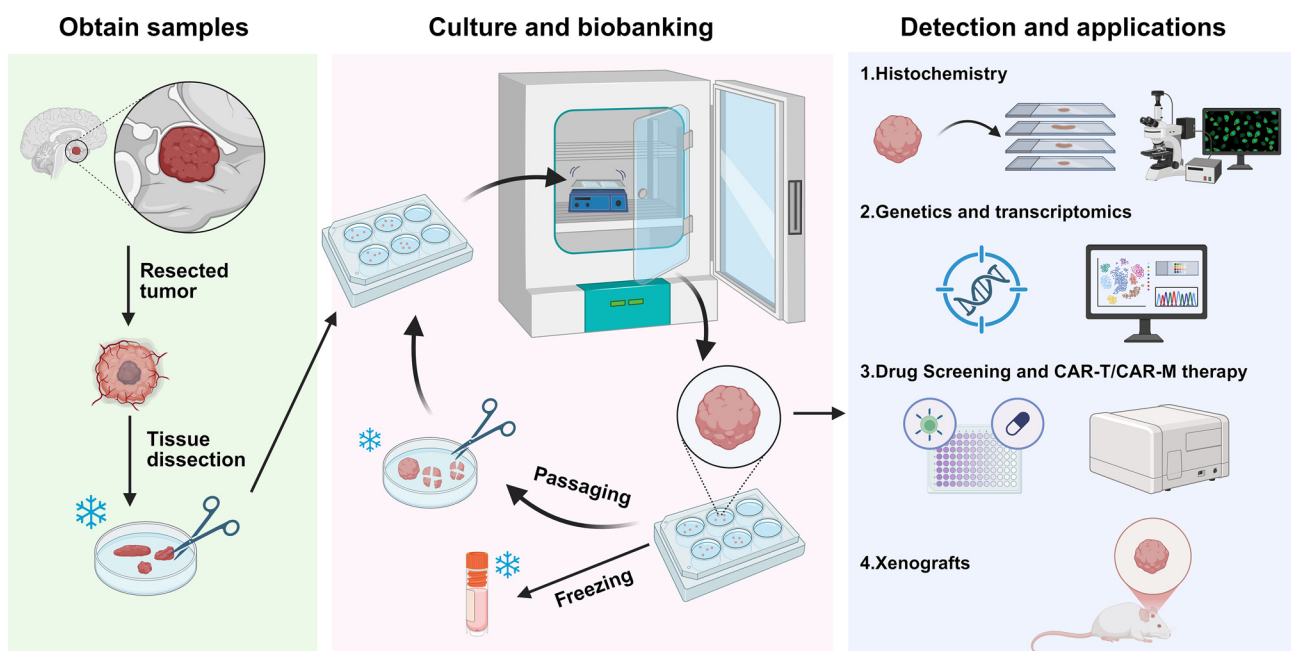 Obtain samples
Culture and biobanking
Detection and applications
Resected
tumor
Tissue
dissection
Passaging
Freezing
1.Histochemistry
2.Genetics and transcriptomics
3.Drug Screening and CAR-T/CAR-M therapy
4.Xenografts